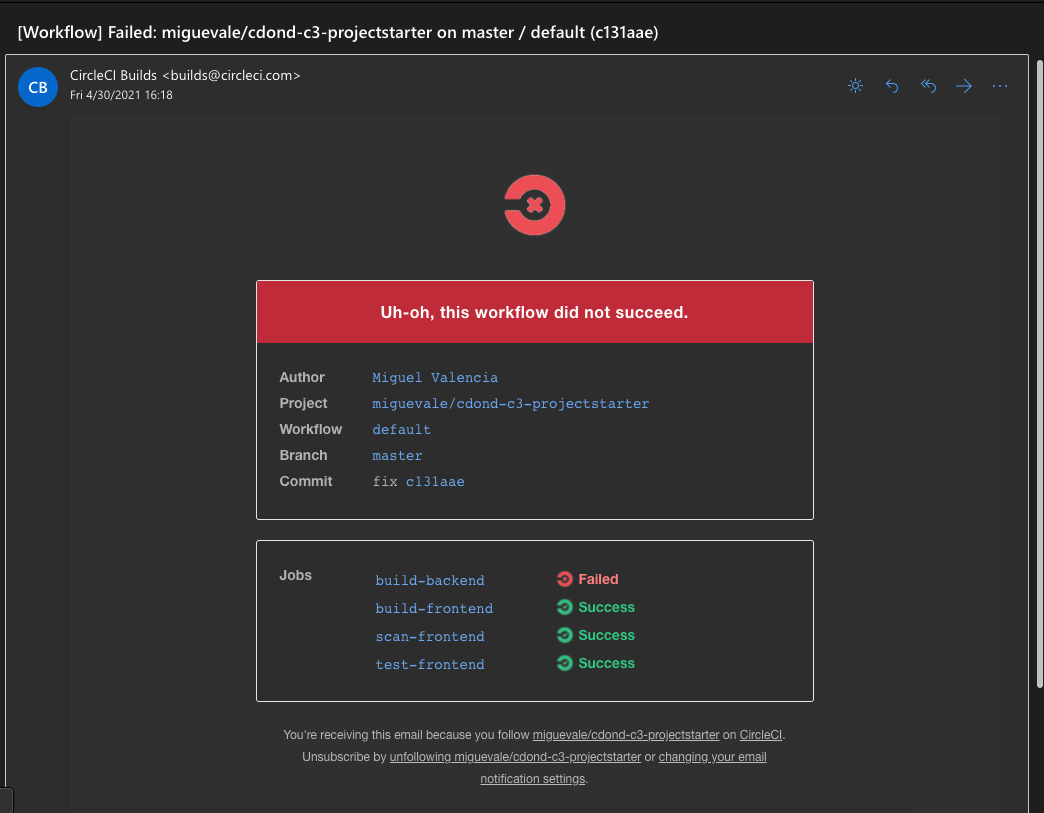 [Workflow] Failed: miguevale/cdond-c3-projectstarter on master / default (c131aae)
CB
CircleCI Builds <builds@circleci.com>
Fri 4/30/2021 16:18
Uh-oh, this workflow did not succeed.
Author Miguel Valencia
Project miguevale/cdond-c3-projectstarter
Workflow default
Branch master
Commit fix c131aae
Jobs
build-backend Failed
build-frontend Success
scan-frontend Success
test-frontend Success
You're receiving this email because you follow miguevale/cdond-c3-projectstarter on CircleCI.
Unsubscribe by unfollowing miguevale/cdond-c3-projectstarter or changing your email
notification settings.